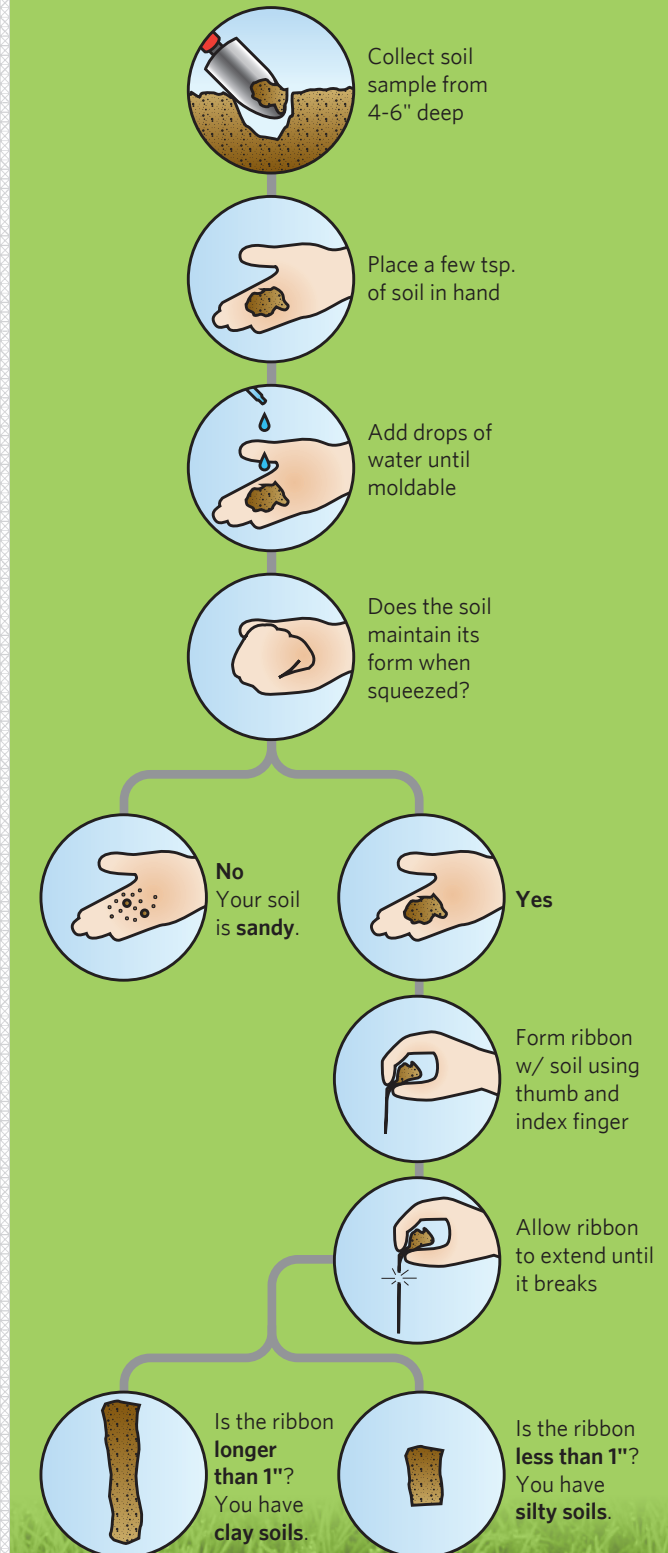 Collect soil
sample from
4-6" deep
Place a few tsp.
of soil in hand
Add drops of
water until
moldable
Does the soil
maintain its
form when
squeezed?
No
Your soil
is sandy.
Yes
Form ribbon
w/ soil using
thumb and
index finger
Allow ribbon
to extend until
it breaks
Is the ribbon
longer
than 1"?
You have
clay soils.
Is the ribbon
less than 1"?
You have
silty soils.